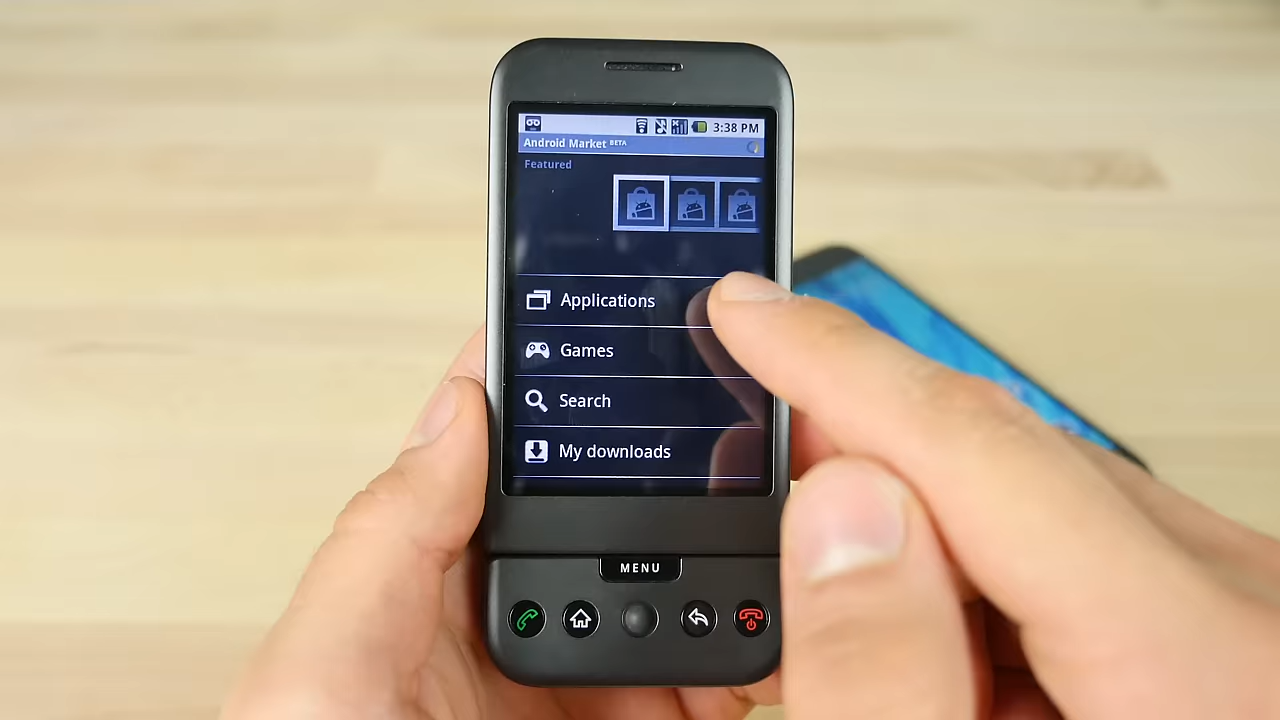 3:38 PM
Android Market BETA
Featured
Applications
Games
Search
My downloads
MENU